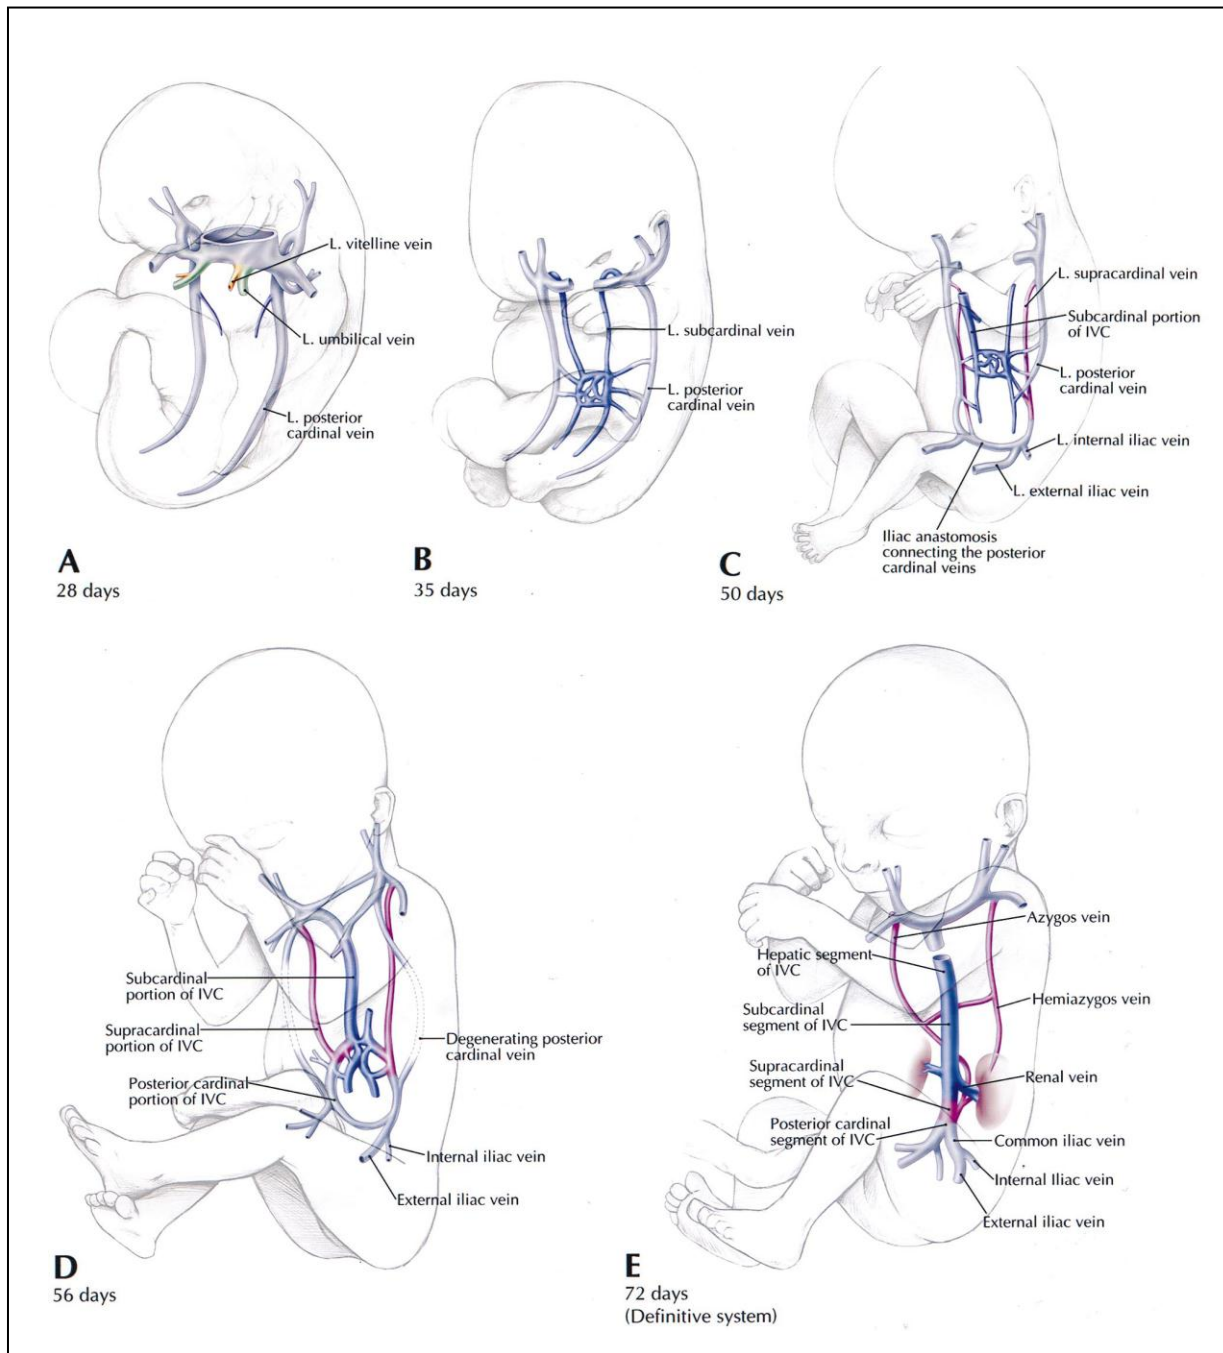 L. vitelline vein
L. umbilical vein
L. posterior
cardinal vein
A
28 days
L. subcardinal vein
L. posterior
cardinal vein
B
35 days
L. supracardinal vein
Subcardinal portion
of IVC
L. posterior
cardinal vein
L. internal iliac vein
L. external iliac vein
Iliac anastomosis
connecting the posterior
cardinal veins
C
50 days
Subcardinal
portion of IVC
Supracardinal
portion of IVC
Posterior cardinal
portion of IVC
Degenerating posterior
cardinal vein
Internal iliac vein
External iliac vein
D
56 days
Azygos vein
Hepatic segment
of IVC
Hemiazygos vein
Subcardinal
segment of IVC
Supracardinal
segment of IVC
Renal vein
Posterior cardinal
segment of IVC
Common iliac vein
Internal Iliac vein
External iliac vein
E
72 days
(Definitive system)